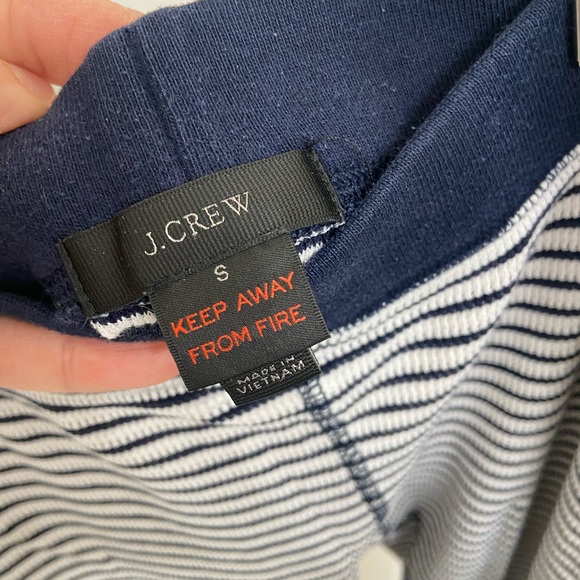 J.CREW
S
KEEP AWAY
FROM FIRE
MADE IN
VIETNAM